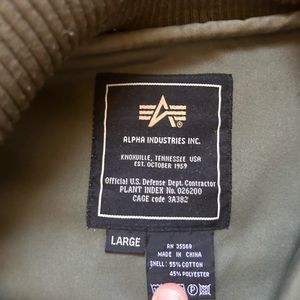 ALPHA INDUSTRIES INC.
KNOXVILLE, TENNESSEE USA
EST. OCTOBER 1959
Official U.S. Defense Dept. Contractor
PLANT INDEX No. 026200
CAGE code 3A382
LARGE
RN 35569
MADE IN CHINA
SHELL: 55% COTTON
45% POLYESTER